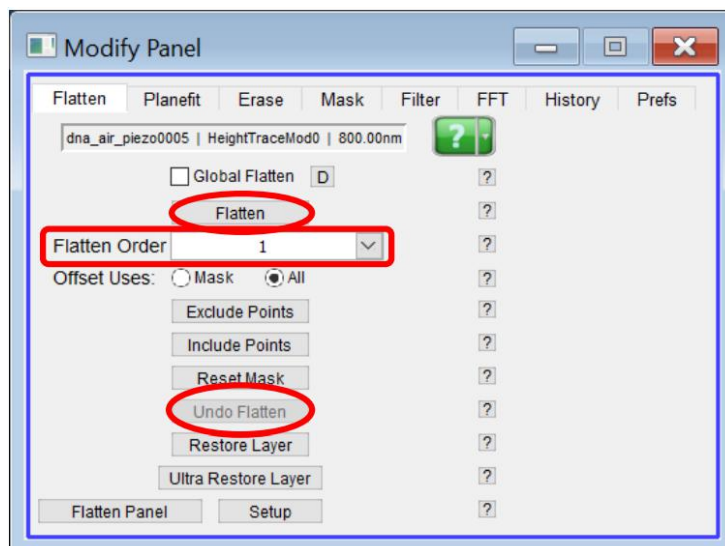 Modify Panel
Flatten Planefit Erase Mask Filter FFT History Prefs
dna_air_piezo0005 | HeightTraceMod0 | 800.00nm ?
Global Flatten D ?
Flatten ?
Flatten Order 1 ?
Offset Uses: Mask All ?
Exclude Points ?
Include Points ?
Reset Mask ?
Undo Flatten ?
Restore Layer ?
Ultra Restore Layer ?
Flatten Panel Setup ?